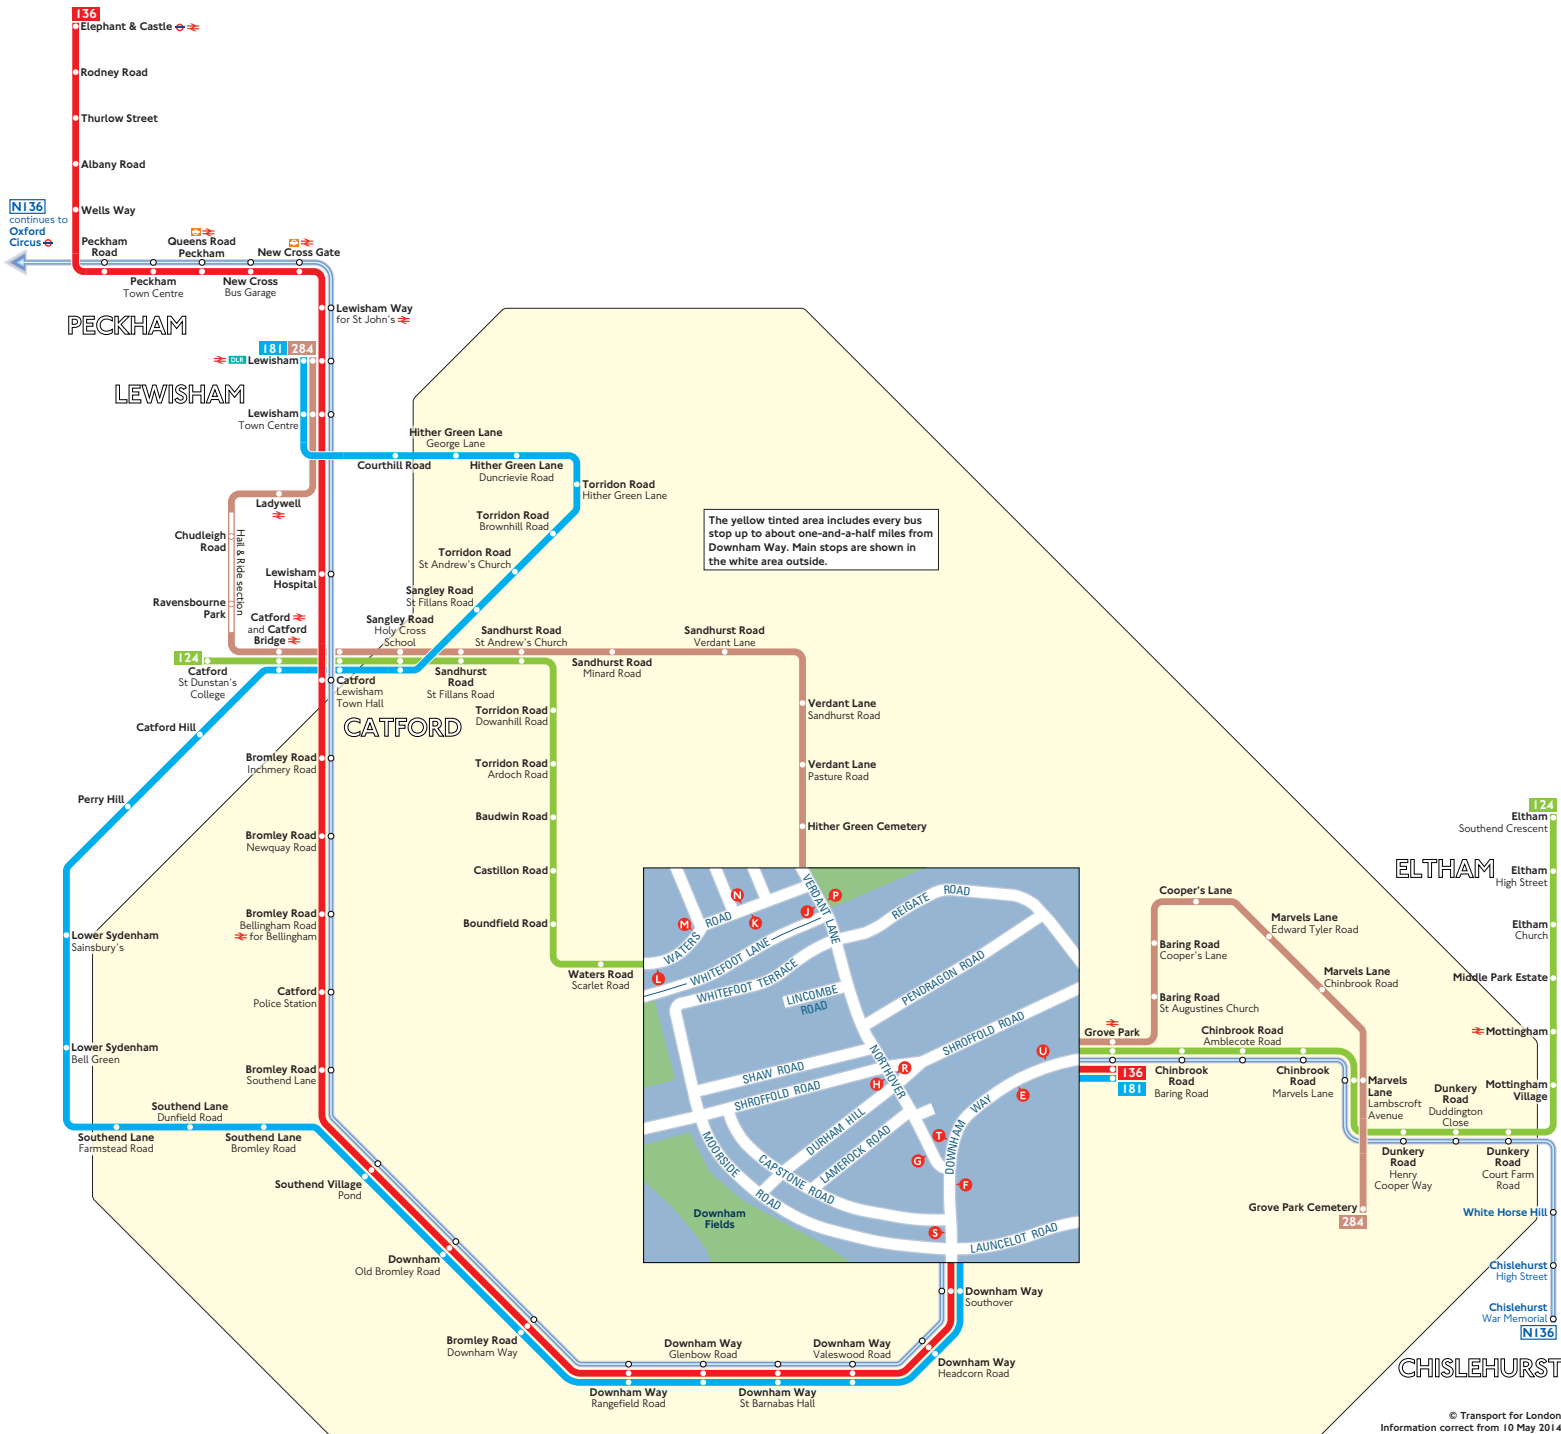 136
Elephant & Castle
Rodney Road
Thurlow Street
Albany Road
Wells Way
N136
continues to
Oxford
Circus
Peckham
Road
Queens Road
Peckham
New Cross Gate
Peckham
Town Centre
New Cross
Bus Garage
PECKHAM
Lewisham Way
for St John's
181
284
DLR
Lewisham
LEWISHAM
Lewisham
Town Centre
Hither Green Lane
George Lane
Courthill Road
Hither Green Lane
Duncrievie Road
Torridon Road
Hither Green Lane
Ladywell
Torridon Road
Brownhill Road
The yellow tinted area includes every bus
stop up to about one-and-a-half miles from
Downham Way. Main stops are shown in
the white area outside.
Chudleigh
Road
Hail & Ride section
Torridon Road
St Andrew's Church
Lewisham
Hospital
Ravensbourne
Park
Sangley Road
St Fillans Road
Catford
and Catford
Bridge
Sangley Road
Holy Cross
School
Sandhurst Road
St Andrew's Church
Sandhurst Road
Verdant Lane
124
Catford
St Dunstan's
College
Sandhurst
Road
St Fillans Road
Sandhurst Road
Minard Road
Catford
Lewisham
Town Hall
CATFORD
Catford Hill
Torridon Road
Dowanhill Road
Verdant Lane
Sandhurst Road
Bromley Road
Inchmery Road
Torridon Road
Ardoch Road
Verdant Lane
Pasture Road
Perry Hill
Baudwin Road
Hither Green Cemetery
Bromley Road
Newquay Road
Castillon Road
124
Eltham
Southend Crescent
ELTHAM
Eltham
High Street
Bromley Road
Bellingham Road
for Bellingham
Boundfield Road
Lower Sydenham
Sainsbury's
Waters Road
Scarlet Road
Cooper's Lane
Marvels Lane
Edward Tyler Road
Eltham
Church
Baring Road
Cooper's Lane
Marvels Lane
Chinbrook Road
Middle Park Estate
Catford
Police Station
Baring Road
St Augustines Church
Lower Sydenham
Bell Green
Bromley Road
Southend Lane
Grove Park
Chinbrook Road
Amblecote Road
Mottingham
136
181
Chinbrook
Road
Baring Road
Chinbrook
Road
Marvels Lane
Marvels
Lane
Lambscroft
Avenue
Dunkery
Road
Duddington
Close
Mottingham
Village
N
P
M
K
J
L
WATERS
ROAD
VERDANT LANE
REIGATE
ROAD
WHITEFOOT LANE
WHITEFOOT TERRACE
LINCOMBE
ROAD
PENDRAGON ROAD
SHROFFOLD ROAD
U
NORTHOVER
SHAW ROAD
R
H
E
SHROFFOLD ROAD
DURHAM HILL
WAY
DOWNHAM
T
G
LAMEROCK ROAD
MOORSIDE
ROAD
CAPSTONE ROAD
F
Downham
Fields
S
LAUNCELOT ROAD
Southend Lane
Dunfield Road
Southend Lane
Farmstead Road
Southend Lane
Bromley Road
Southend Village
Pond
Dunkery
Road
Henry
Cooper Way
Dunkery
Road
Court Farm
Road
Grove Park Cemetery
284
White Horse Hill
Downham
Old Bromley Road
Chislehurst
High Street
Downham Way
Southover
Chislehurst
War Memorial
N136
Bromley Road
Downham Way
Downham Way
Glenbow Road
Downham Way
Valeswood Road
Downham Way
Headcorn Road
CHISLEHURST
Downham Way
Rangefield Road
Downham Way
St Barnabas Hall
© Transport for London
Information correct from 10 May 2014